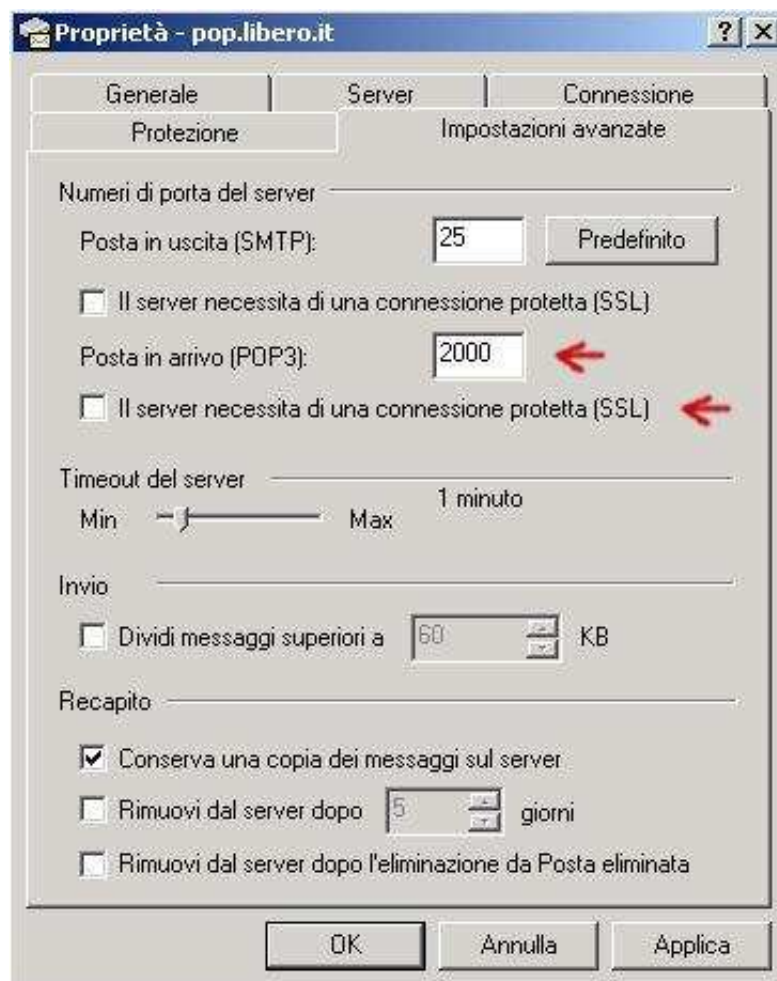 Proprietà - pop.libero.it
Generale Server Connessione
Protezione Impostazioni avanzate
Numeri di porta del server
Posta in uscita (SMTP): 25 Predefinito
Il server necessita di una connessione protetta (SSL)
Posta in arrivo (POP3): 2000
Il server necessita di una connessione protetta (SSL)
Timeout del server
Min Max 1 minuto
Invio
Dividi messaggi superiori a 60 KB
Recapito
Conserva una copia dei messaggi sul server
Rimuovi dal server dopo 5 giorni
Rimuovi dal server dopo l'eliminazione da Posta eliminata
OK Annulla Applica